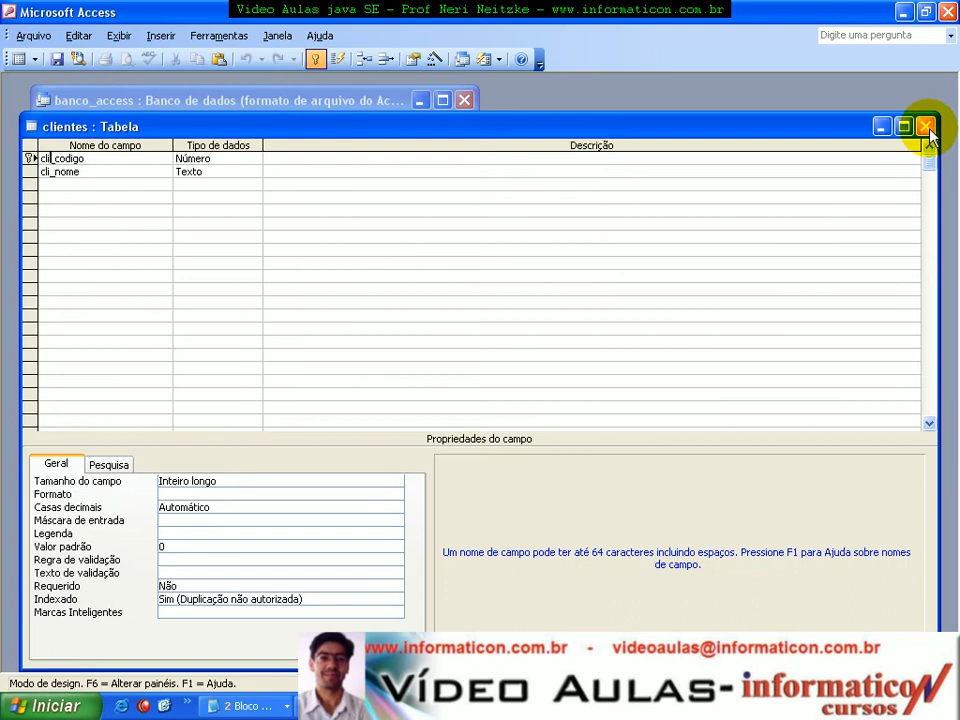 Video Aulas java SE - Prof Neri Neitzke - www.informaticon.com.br
Microsoft Access
Arquivo Editar Exibir Inserir Ferramentas Janela Ajuda
Digite uma pergunta
banco_access : Banco de dados (formato de arquivo do Ac...
clientes : Tabela
Nome do campo Tipo de dados Descrição
cli_codigo Número
cli_nome Texto
Propriedades do campo
Geral Pesquisa
Tamanho do campo Inteiro longo
Formato
Casas decimais Automático
Máscara de entrada
Legenda
Valor padrão 0
Regra de validação
Texto de validação
Requerido Não
Indexado Sim (Duplicação não autorizada)
Marcas Inteligentes
Um nome de campo pode ter até 64 caracteres incluindo espaços. Pressione F1 para Ajuda sobre nomes
de campo.
www.informaticon.com.br - videoaulas@informaticon.com.br
VÍDEO AULAS-informaticon
cursos
Modo de design. F6 = Alterar painéis. F1 = Ajuda.
Iniciar
2 Bloco ...